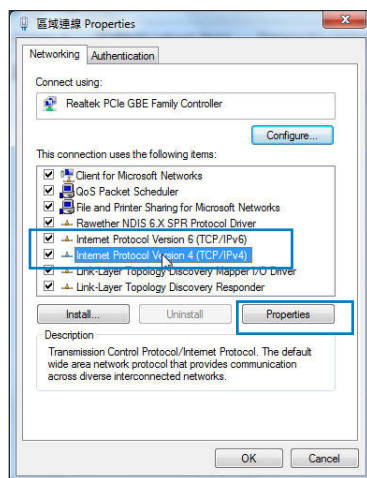 區域連線 Properties
Networking
Authentication
Connect using:
Realtek PCIe GBE Family Controller
Configure...
This connection uses the following items:
Client for Microsoft Networks
QoS Packet Scheduler
File and Printer Sharing for Microsoft Networks
Rawether NDIS 6.X SPR Protocol Driver
Internet Protocol Version 6 (TCP/IPv6)
Internet Protocol Version 4 (TCP/IPv4)
Link-Layer Topology Discovery Mapper I/O Driver
Link-Layer Topology Discovery Responder
Install...
Uninstall
Properties
Description
Transmission Control Protocol/Internet Protocol. The default
wide area network protocol that provides communication
across diverse interconnected networks.
OK
Cancel